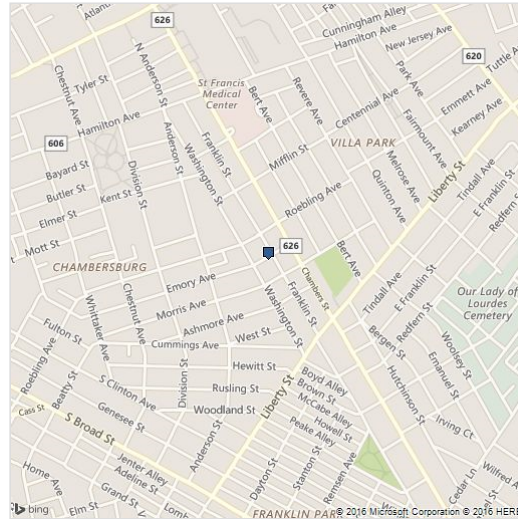 626
Atlant
Cunningham Alley
Hamilton Ave
New Jersey Ave
620
Tuttle A
N Anderson St
Chestnut Ave
Tyler St
St Francis
Medical
Center
Bert Ave
Revere Ave
Park Ave
Centennial Ave
Emmett Ave
Kearney Ave
Fairmount Ave
Hamilton Ave
606
Anderson St
Franklin St
Washington St
Mifflin St
VILLA PARK
Bayard St
Butler St
Division St
Kent St
Elmer St
Mott St
Melrose Ave
Quinton Ave
Liberty St
Tindall Ave
E Franklin St
Redfern St
Roebling Ave
626
Bert Ave
CHAMBERSBURG
Emory Ave
Chambers St
Franklin St
Washington St
Tindall Ave
E Franklin St
Redfern St
Our Lady of
Lourdes
Cemetery
Morris Ave
Ashmore Ave
Whittaker Ave
Chestnut Ave
Fulton St
Cummings Ave
West St
Bergen St
Woolsey St
Emanuel St
Roebling Ave
Beatty St
S Clinton Ave
Division St
Hewitt St
Rusling St
Woodland St
Liberty St
Boyd Alley
Brown St
McCabe Alley
Howell St
Peake Alley
Hutchinson St
Irving Ct
Cass St
Genesee St
S Broad St
Anderson St
Dayton St
Stanton St
Remsen Ave
Cedar Ln
Wilfred A
Home Ave
Jenter Alley
Adeline St
Grand St
Elm St
Lomb
FRANKLIN PARK
bing
© 2016 Microsoft Corporation © 2016 HERE